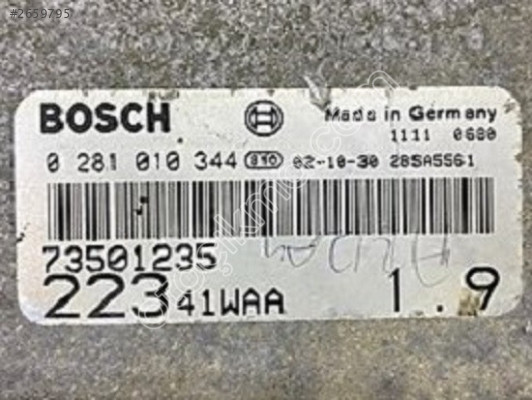 #2659795
BOSCH
Made in Germany
1111 0680
0 281 010 344 02-10-30 28SA5561
73501235
223 41WAA 1.9